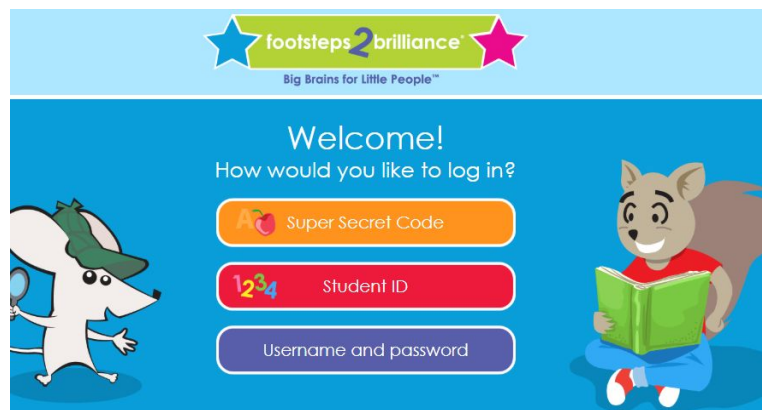 footsteps2brilliance®
Big Brains for Little People™
Welcome!
How would you like to log in?
A Super Secret Code
1234 Student ID
Username and password